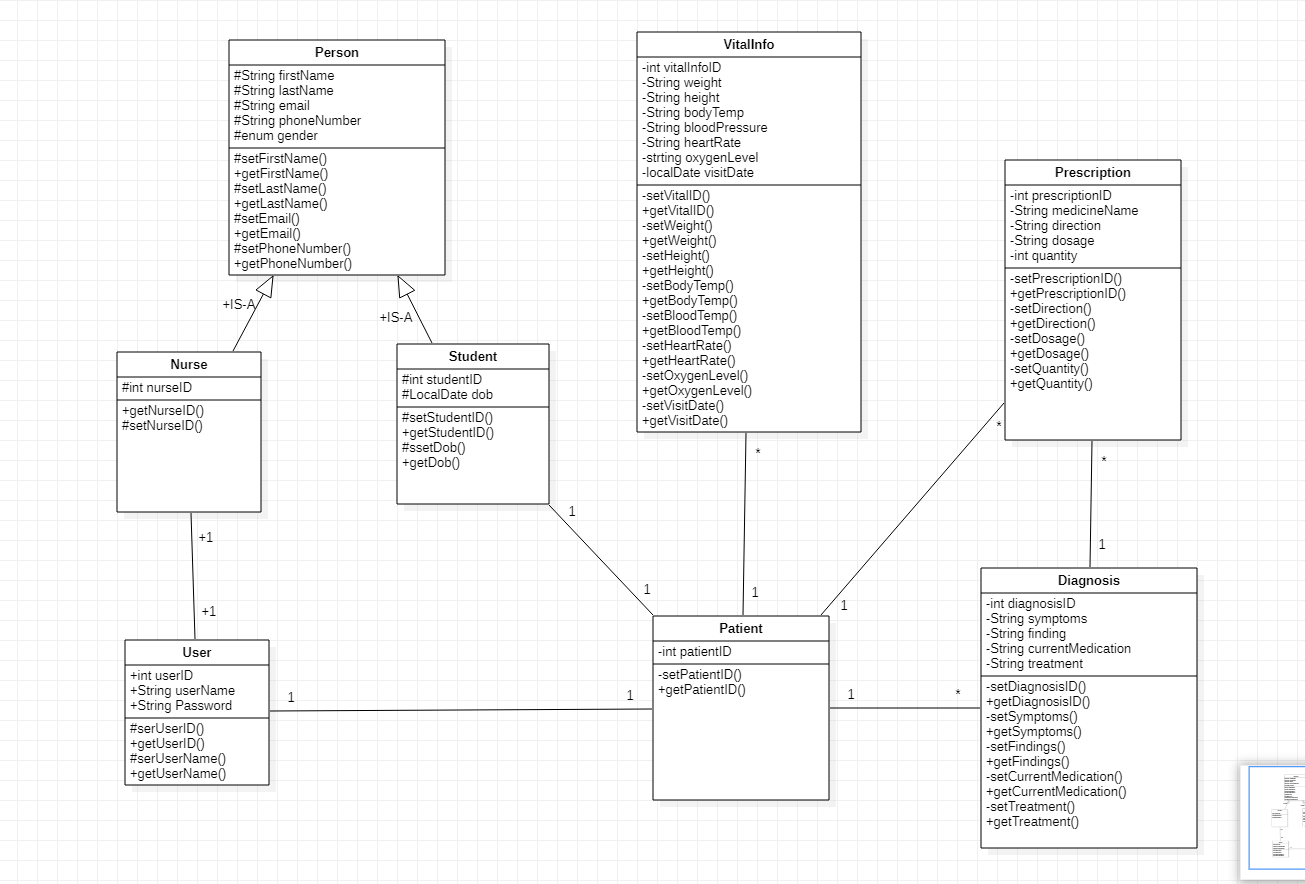 Person
#String firstName
#String lastName
#String email
#String phoneNumber
#enum gender
#setFirstName()
+getFirstName()
#setLastName()
+getLastName()
#setEmail()
+getEmail()
#setPhoneNumber()
+getPhoneNumber()
+IS-A
+IS-A
VitalInfo
-int vitalInfoID
-String weight
-String height
-String bodyTemp
-String bloodPressure
-String heartRate
-strting oxygenLevel
-localDate visitDate
-setVitalID()
+getVitalID()
-setWeight()
+getWeight()
-setHeight()
+getHeight()
-setBodyTemp()
+getBodyTemp()
-setBloodTemp()
+getBloodTemp()
-setHeartRate()
+getHeartRate()
-setOxygenLevel()
+getOxygenLevel()
-setVisitDate()
+getVisitDate()
Prescription
-int prescriptionID
-String medicineName
-String direction
-String dosage
-int quantity
-setPrescriptionID()
+getPrescriptionID()
-setDirection()
+getDirection()
-setDosage()
+getDosage()
-setQuantity()
+getQuantity()
Nurse
#int nurseID
+getNurseID()
#setNurseID()
Student
#int studentID
#LocalDate dob
#setStudentID()
+getStudentID()
#ssetDob()
+getDob()
*
*
*
1
+1
1
1
1
1
+1
User
+int userID
+String userName
+String Password
#serUserID()
+getUserID()
#serUserName()
+getUserName()
1
1
Patient
-int patientID
-setPatientID()
+getPatientID()
1
*
Diagnosis
-int diagnosisID
-String symptoms
-String finding
-String currentMedication
-String treatment
-setDiagnosisID()
+getDiagnosisID()
-setSymptoms()
+getSymptoms()
-setFindings()
+getFindings()
-setCurrentMedication()
+getCurrentMedication()
-setTreatment()
+getTreatment()